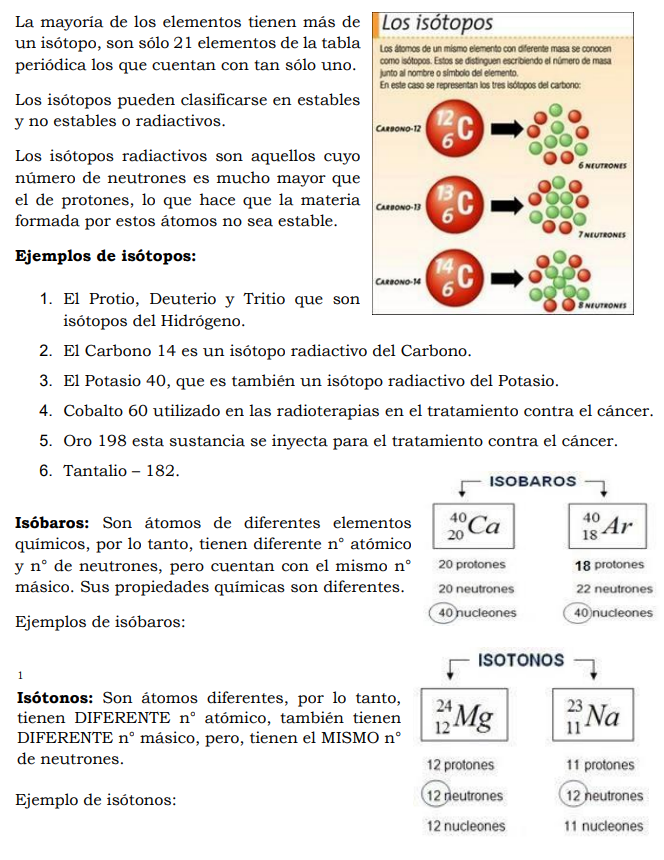 La mayoría de los elementos tienen más de
un isótopo, son sólo 21 elementos de la tabla
periódica los que cuentan con tan sólo uno.
Los isótopos pueden clasificarse en estables
y no estables o radiactivos.
Los isótopos radiactivos son aquellos cuyo
número de neutrones es mucho mayor que
el de protones, lo que hace que la materia
formada por estos átomos no sea estable.
Los isótopos
Los átomos de un mismo elemento con diferente masa se conocen
como isótopos. Estos se distinguen escribiendo el número de masa
junto al nombre o símbolo del elemento.
En este caso se representan los tres isótopos del carbono:
CARBONO-12
12
6 C
6 NEUTRONES
CARBONO-13
13
6 C
7 NEUTRONES
CARBONO-14
14
6 C
8 NEUTRONES
Ejemplos de isótopos:
1. El Protio, Deuterio y Tritio que son
isótopos del Hidrógeno.
2. El Carbono 14 es un isótopo radiactivo del Carbono.
3. El Potasio 40, que es también un isótopo radiactivo del Potasio.
4. Cobalto 60 utilizado en las radioterapias en el tratamiento contra el cáncer.
5. Oro 198 esta sustancia se inyecta para el tratamiento contra el cáncer.
6. Tantalio – 182.
Isóbaros: Son átomos de diferentes elementos
químicos, por lo tanto, tienen diferente n° atómico
y n° de neutrones, pero cuentan con el mismo n°
másico. Sus propiedades químicas son diferentes.
Ejemplos de isóbaros:
ISOBAROS
40
20 Ca
40
18 Ar
20 protones 18 protones
20 neutrones 22 neutrones
40 nucleones 40 nucleones
1
Isótonos: Son átomos diferentes, por lo tanto,
tienen DIFERENTE n° atómico, también tienen
DIFERENTE n° másico, pero, tienen el MISMO n°
de neutrones.
Ejemplo de isótonos:
ISOTONOS
24
12 Mg
23
11 Na
12 protones 11 protones
12 neutrones 12 neutrones
12 nucleones 11 nucleones